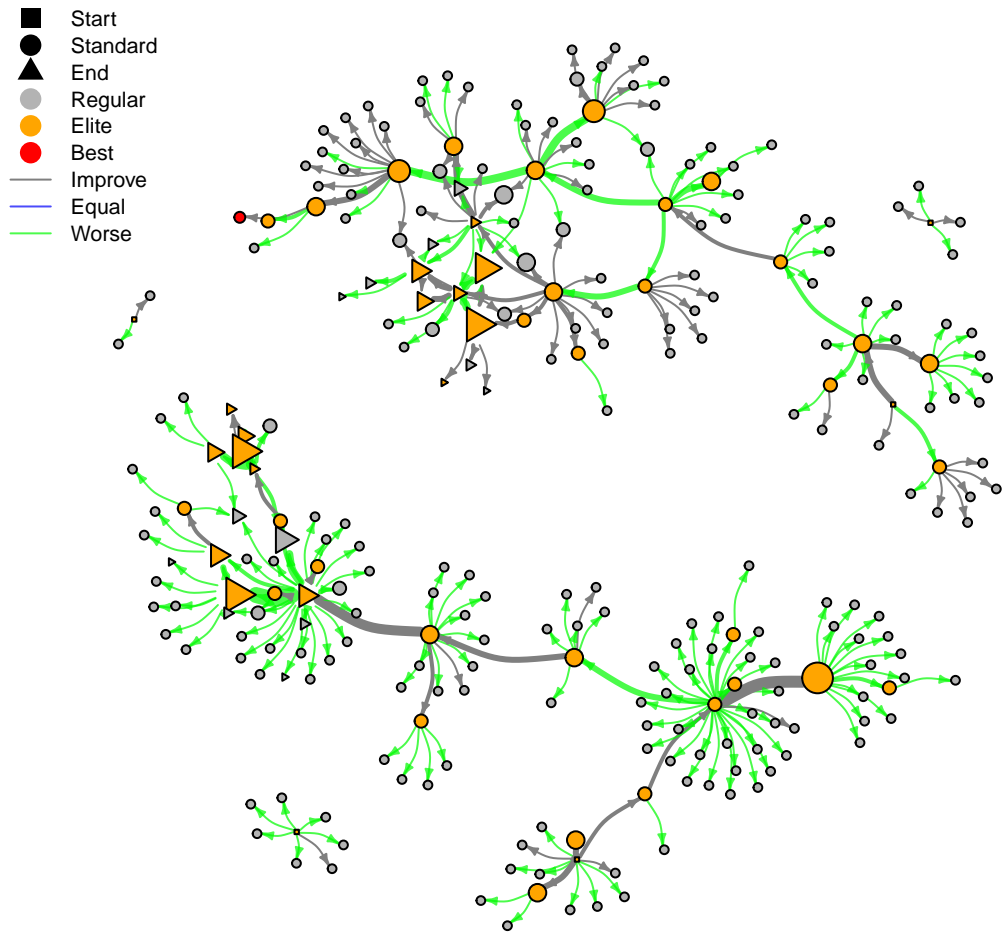 Start
Standard
End
Regular
Elite
Best
Improve
Equal
Worse